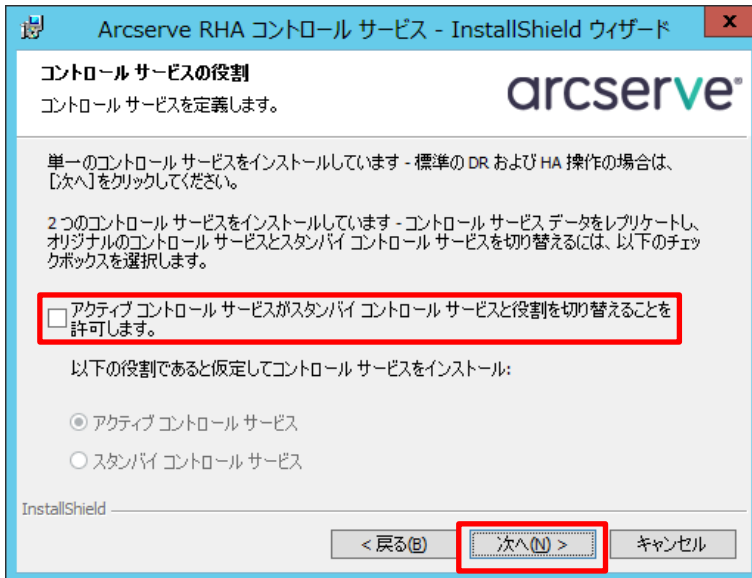 Arcserve RHA コントロール サービス - InstallShield ウィザード
x
コントロール サービスの役割
コントロール サービスを定義します。
arcserve®
単一のコントロール サービスをインストールしています - 標準の DR および HA 操作の場合は、
[次へ]をクリックしてください。
2 つのコントロール サービスをインストールしています - コントロール サービス データをレプリケートし、
オリジナルのコントロール サービスとスタンバイ コントロール サービスを切り替えるには、以下のチェッ
クボックスを選択します。
アクティブ コントロール サービスがスタンバイ コントロール サービスと役割を切り替えることを
許可します。
以下の役割であると仮定してコントロール サービスをインストール:
アクティブ コントロール サービス
スタンバイ コントロール サービス
InstallShield
< 戻る(B)
次へ(N) >
キャンセル